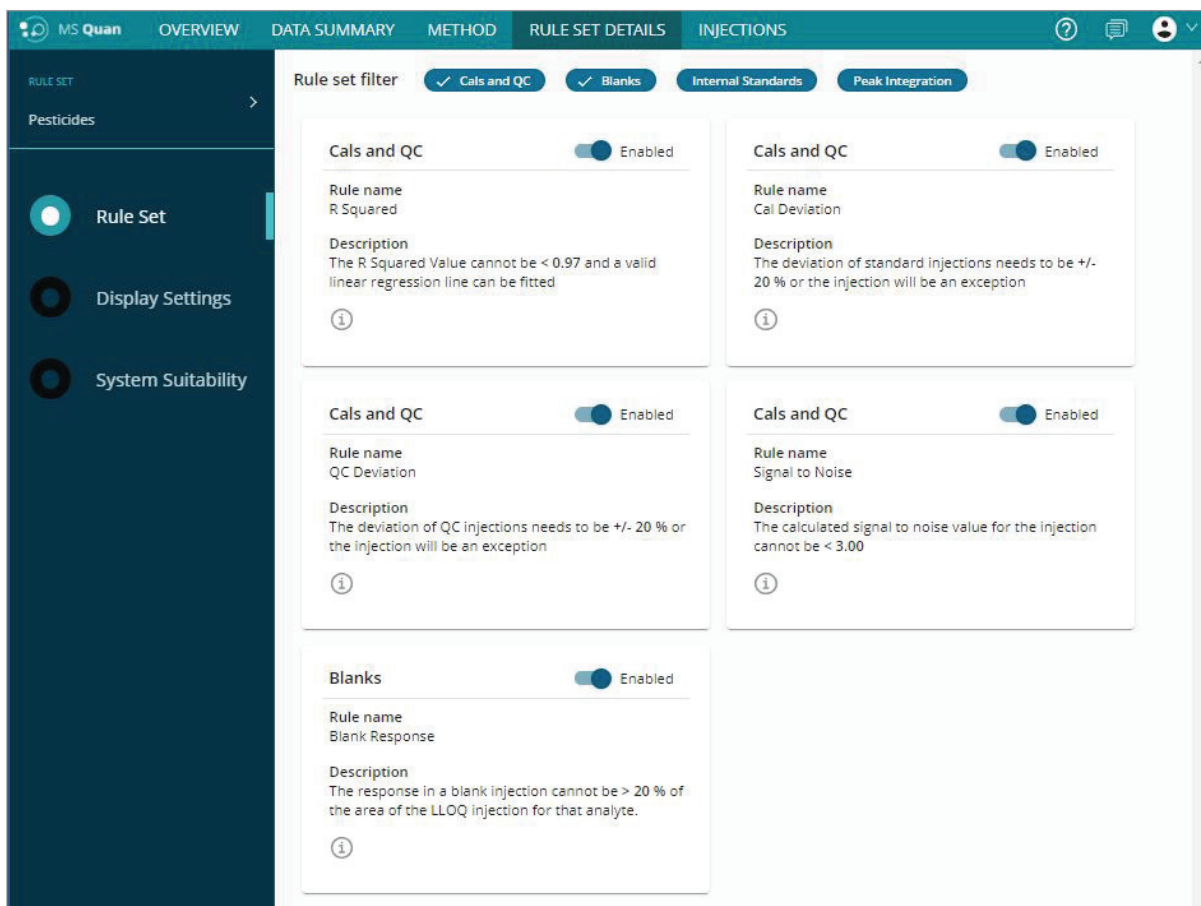 MS Quan OVERVIEW DATA SUMMARY METHOD RULE SET DETAILS INJECTIONS
RULE SET
Pesticides
Rule Set
Display Settings
System Suitability
Rule set filter Cals and QC Blanks Internal Standards Peak Integration
Cals and QC Enabled
Rule name
R Squared
Description
The R Squared Value cannot be < 0.97 and a valid
linear regression line can be fitted
Cals and QC Enabled
Rule name
Cal Deviation
Description
The deviation of standard injections needs to be +/-
20 % or the injection will be an exception
Cals and QC Enabled
Rule name
QC Deviation
Description
The deviation of QC injections needs to be +/- 20 % or
the injection will be an exception
Cals and QC Enabled
Rule name
Signal to Noise
Description
The calculated signal to noise value for the injection
cannot be < 3.00
Blanks Enabled
Rule name
Blank Response
Description
The response in a blank injection cannot be > 20 % of
the area of the LLOQ injection for that analyte.